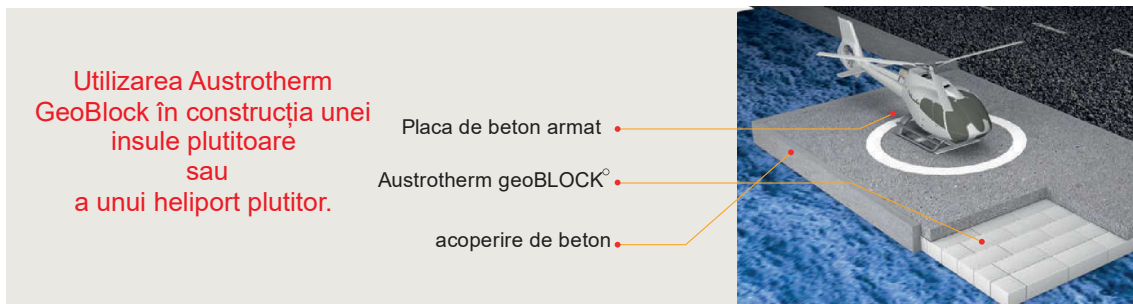 Utilizarea Austrotherm
GeoBlock în construcția unei
insule plutitoare
sau
a unui heliport plutitor.
Placa de beton armat
Austrotherm geoBLOCK°
acoperire de beton